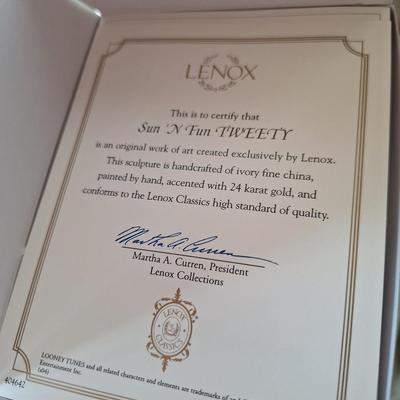 LENOX
This is to certify that
Sun 'N Fun TWEETY
is an original work of art created exclusively by Lenox.
This sculpture is handcrafted of ivory fine china,
painted by hand, accented with 24 karat gold, and
conforms to the Lenox Classics high standard of quality.
Martha A. Curren
Martha A. Curren, President
Lenox Collections
LENOX
CLASSICS
LOONEY TUNES and all related characters and elements are trademarks of
Entertainment Inc.
(s04)
404642